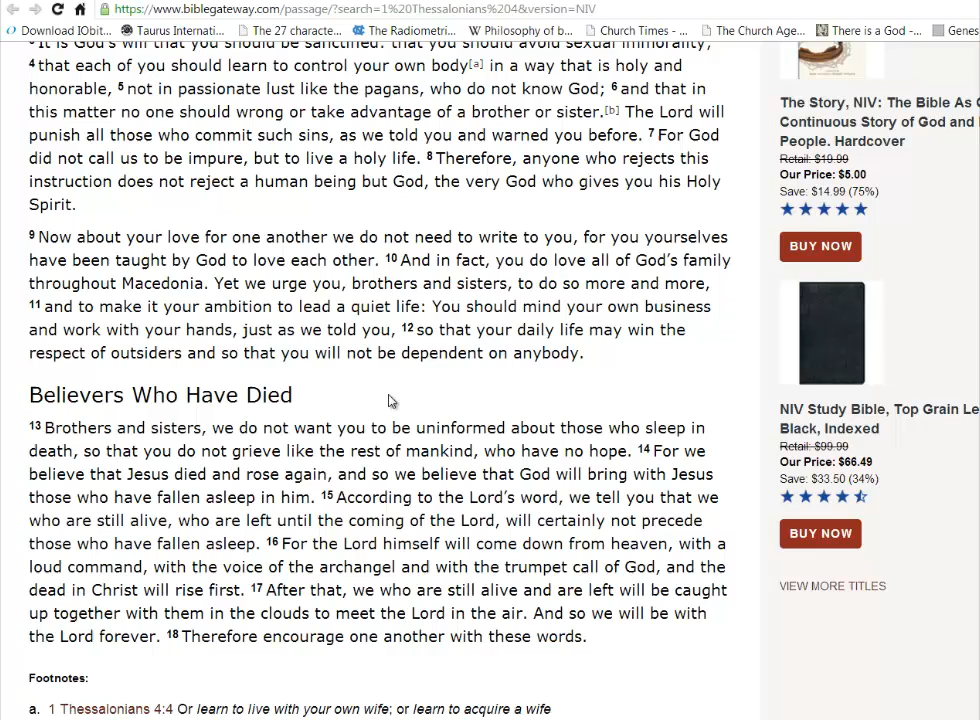 https://www.biblegateway.com/passage/?search=1%20Thessalonians%204&version=NIV
Download IObit... Taurus Internati... The 27 characte... The Radiometri... Philosophy of b... Church Times - ... The Church Age... There is a God -... Genes
³ It is God's will that you should be sanctified: that you should avoid sexual immorality;
⁴ that each of you should learn to control your own body[a] in a way that is holy and
honorable, ⁵ not in passionate lust like the pagans, who do not know God; ⁶ and that in
this matter no one should wrong or take advantage of a brother or sister.[b] The Lord will
punish all those who commit such sins, as we told you and warned you before. ⁷ For God
did not call us to be impure, but to live a holy life. ⁸ Therefore, anyone who rejects this
instruction does not reject a human being but God, the very God who gives you his Holy
Spirit.
⁹ Now about your love for one another we do not need to write to you, for you yourselves
have been taught by God to love each other. ¹⁰ And in fact, you do love all of God's family
throughout Macedonia. Yet we urge you, brothers and sisters, to do so more and more,
¹¹ and to make it your ambition to lead a quiet life: You should mind your own business
and work with your hands, just as we told you, ¹² so that your daily life may win the
respect of outsiders and so that you will not be dependent on anybody.
Believers Who Have Died
¹³ Brothers and sisters, we do not want you to be uninformed about those who sleep in
death, so that you do not grieve like the rest of mankind, who have no hope. ¹⁴ For we
believe that Jesus died and rose again, and so we believe that God will bring with Jesus
those who have fallen asleep in him. ¹⁵ According to the Lord's word, we tell you that we
who are still alive, who are left until the coming of the Lord, will certainly not precede
those who have fallen asleep. ¹⁶ For the Lord himself will come down from heaven, with a
loud command, with the voice of the archangel and with the trumpet call of God, and the
dead in Christ will rise first. ¹⁷ After that, we who are still alive and are left will be caught
up together with them in the clouds to meet the Lord in the air. And so we will be with
the Lord forever. ¹⁸ Therefore encourage one another with these words.
Footnotes:
a. 1 Thessalonians 4:4 Or learn to live with your own wife; or learn to acquire a wife
The Story, NIV: The Bible As
Continuous Story of God and
People. Hardcover
Retail: $19.99
Our Price: $5.00
Save: $14.99 (75%)
BUY NOW
NIV Study Bible, Top Grain Le
Black, Indexed
Retail: $99.99
Our Price: $66.49
Save: $33.50 (34%)
BUY NOW
VIEW MORE TITLES